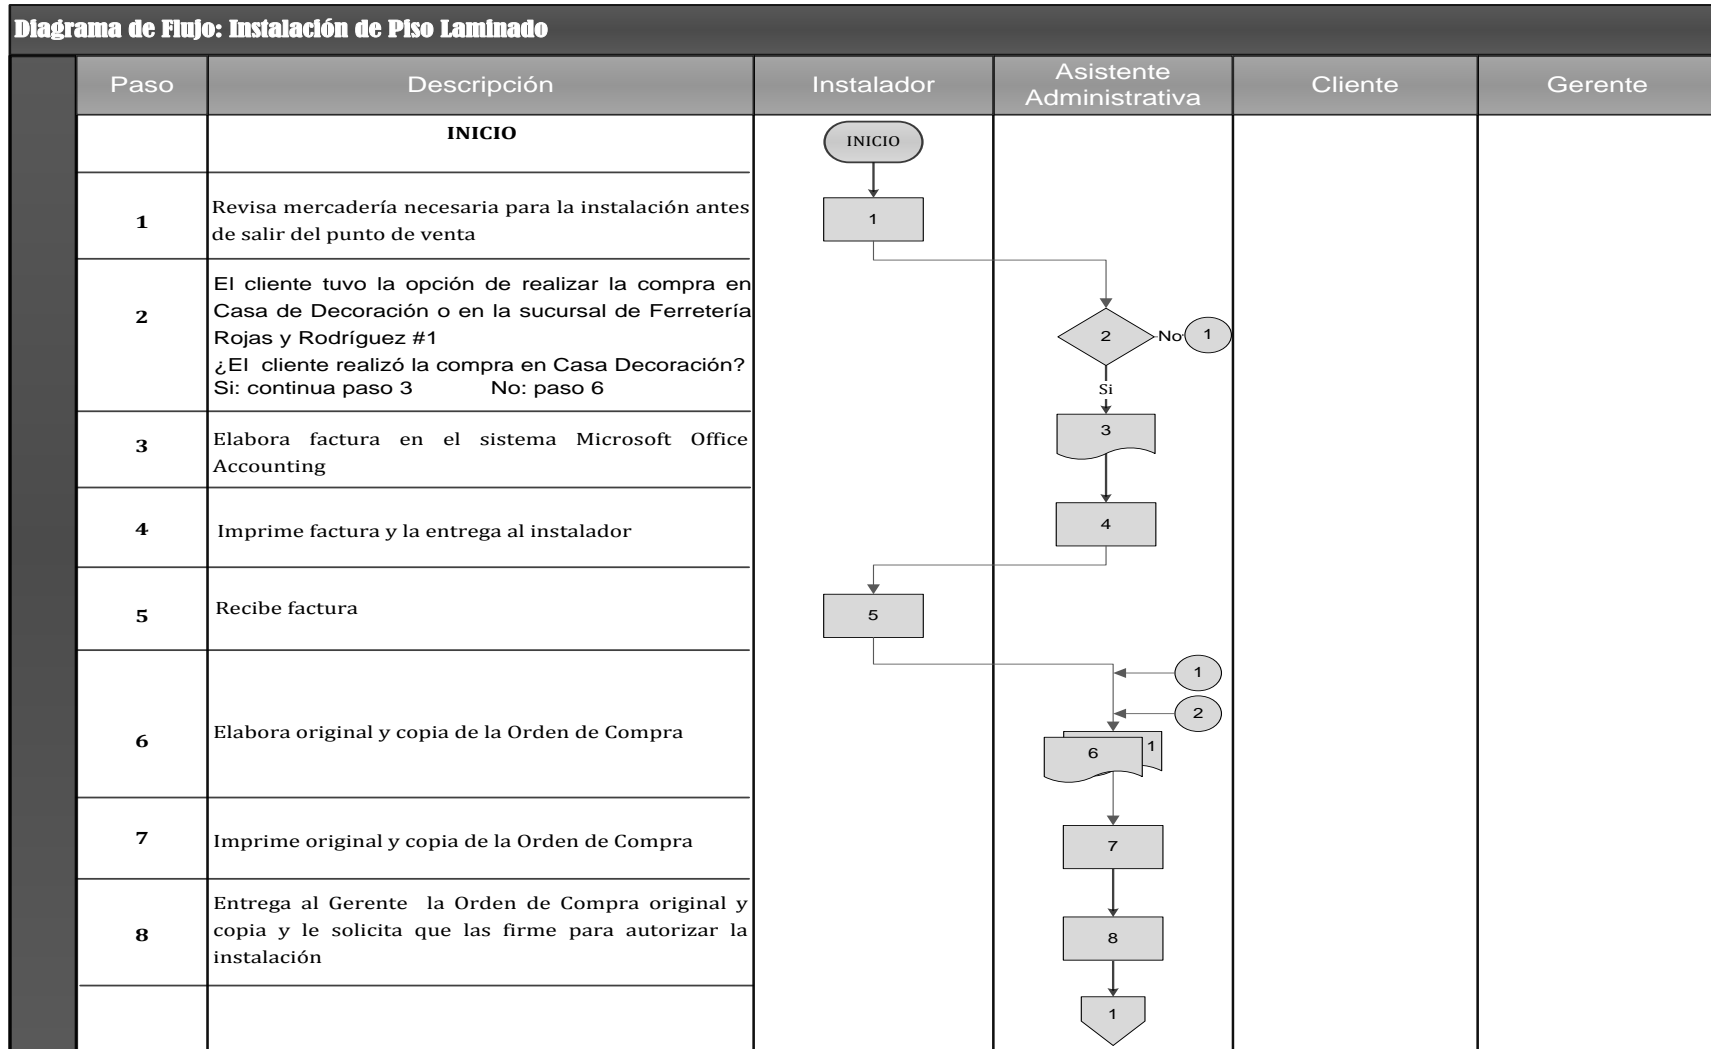 Diagrama de Flujo: Instalación de Piso Laminado
Paso
Descripción
Instalador
Asistente
Administrativa
Cliente
Gerente
INICIO
INICIO
1
Revisa mercadería necesaria para la instalación antes
de salir del punto de venta
1
2
El cliente tuvo la opción de realizar la compra en
Casa de Decoración o en la sucursal de Ferretería
Rojas y Rodríguez #1
¿El cliente realizó la compra en Casa Decoración?
Si: continua paso 3 No: paso 6
2
No
1
Si
3
Elabora factura en el sistema Microsoft Office
Accounting
3
4
Imprime factura y la entrega al instalador
4
5
Recibe factura
5
1
2
6
Elabora original y copia de la Orden de Compra
6
1
7
Imprime original y copia de la Orden de Compra
7
8
Entrega al Gerente la Orden de Compra original y
copia y le solicita que las firme para autorizar la
instalación
8
1